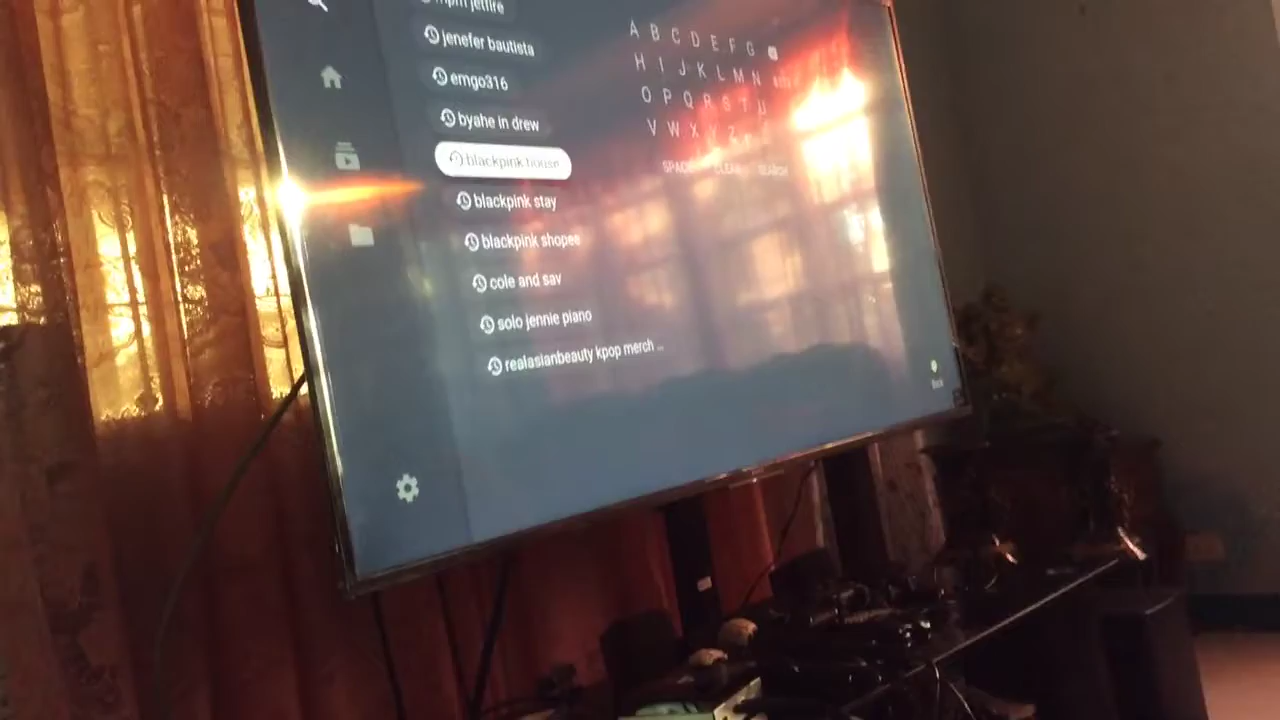 jenefer bautista
emgo316
byahe in drew
blackpink house
blackpink stay
blackpink shopee
cole and sav
solo jennie piano
realasianbeauty kpop merch ...
A B C D E F G
H I J K L M N
O P Q R S T U
V W X Y Z
SPACE CLEAR SEARCH
Back